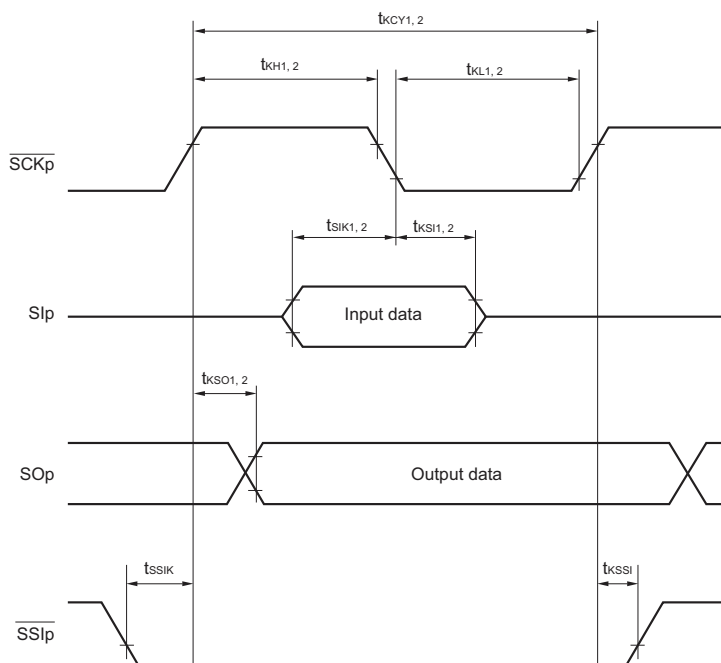 tKCY1, 2
tKH1, 2
tKL1, 2
SCKp
tSIK1, 2
tKSI1, 2
SIp
Input data
tKSO1, 2
SOp
Output data
tSSIK
tKSSI
SSIp